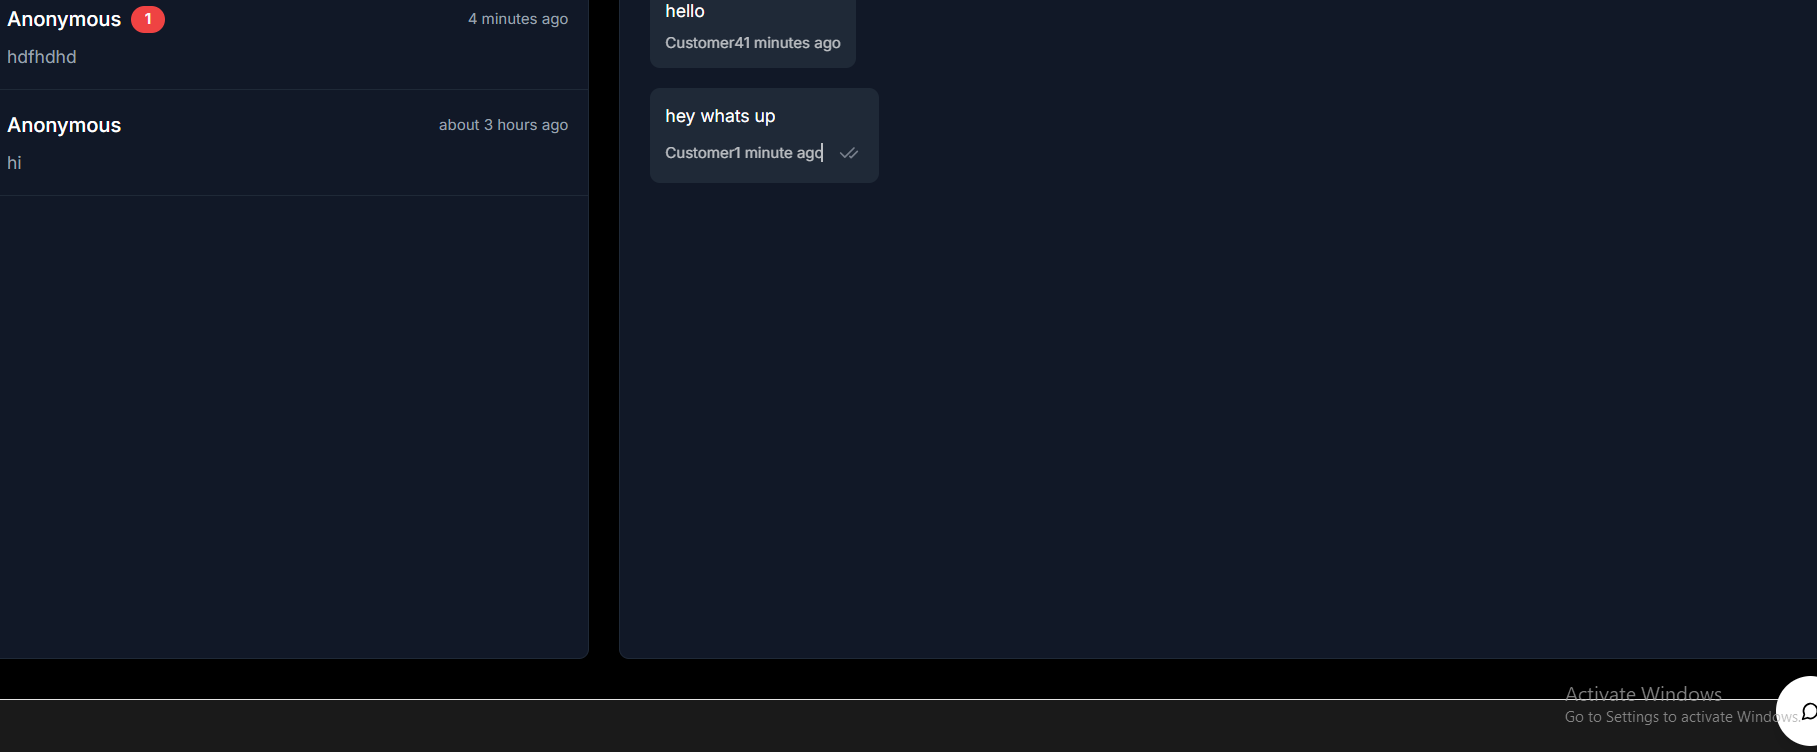 Anonymous 1 4 minutes ago
hdfhdhd
Anonymous about 3 hours ago
hi
hello
Customer41 minutes ago
hey whats up
Customer1 minute ago
Activate Windows
Go to Settings to activate Windows.